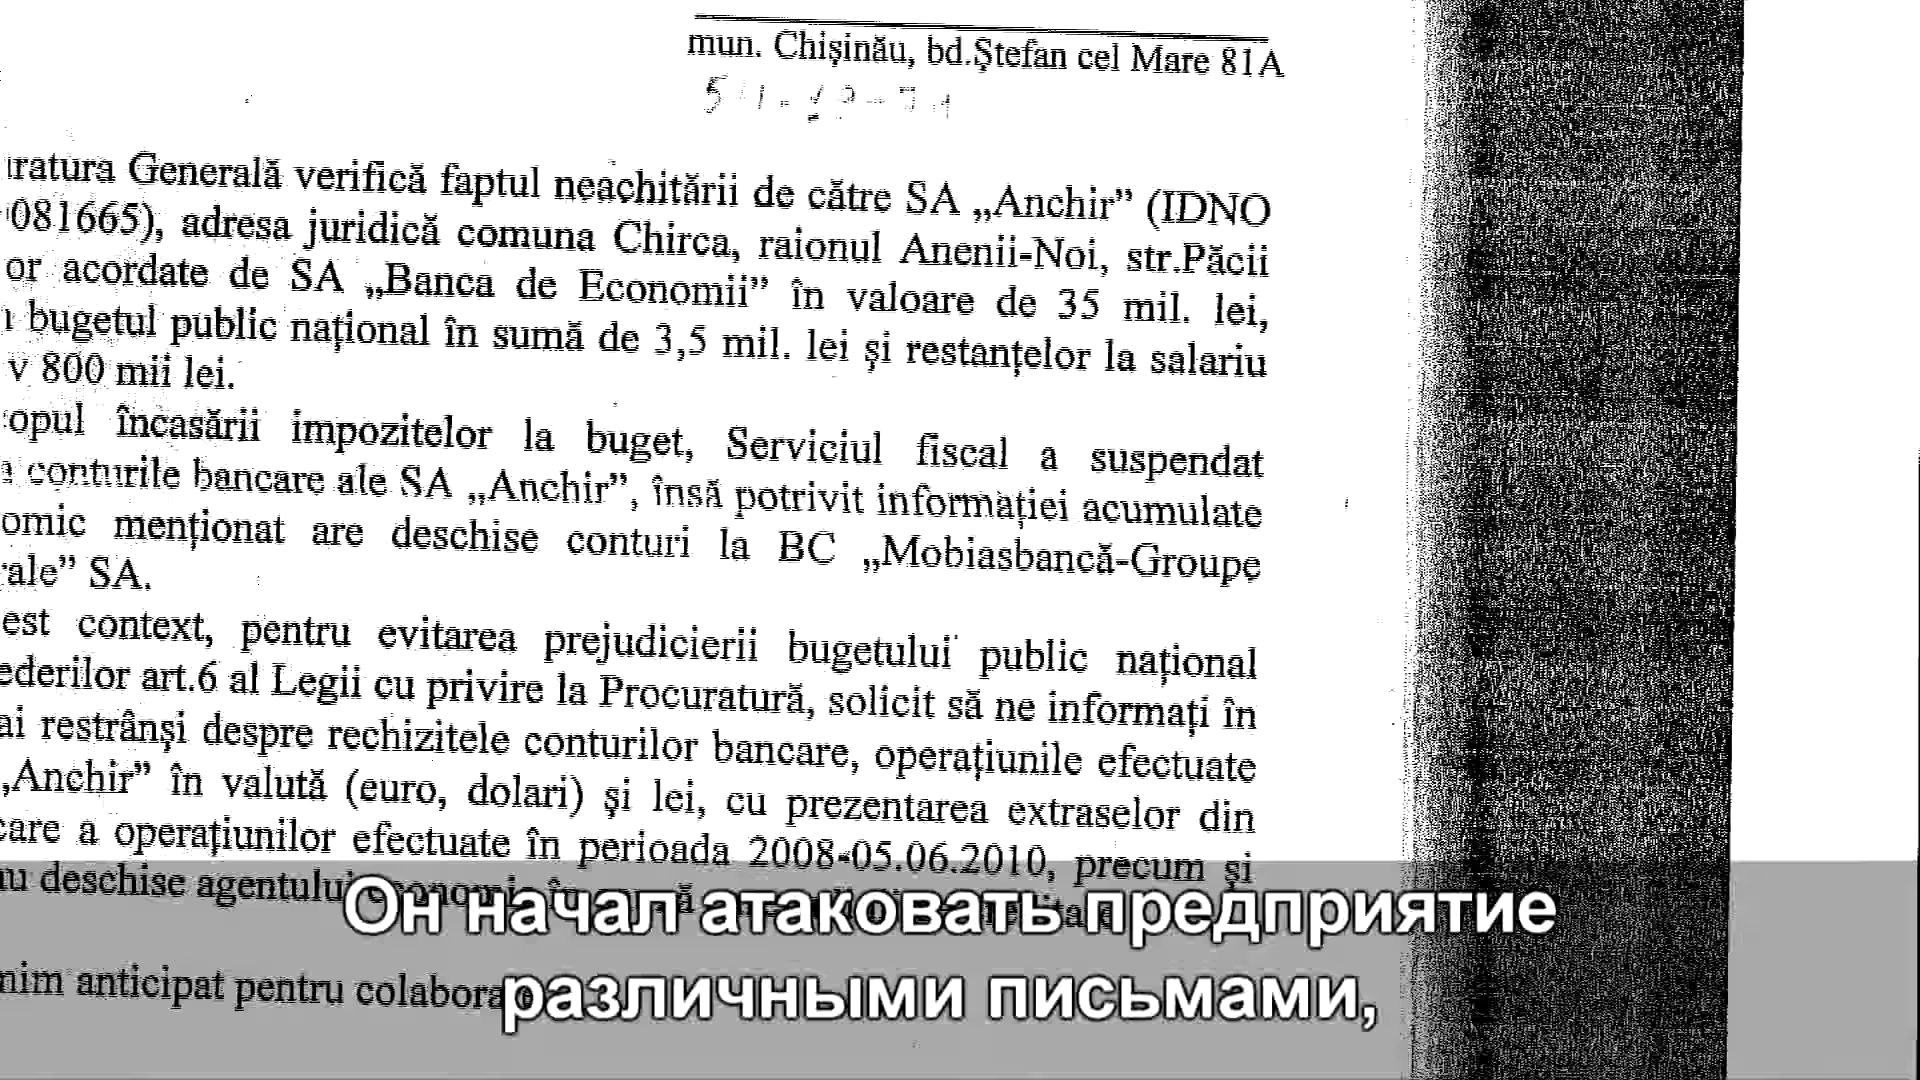 mun. Chișinău, bd.Ștefan cel Mare 81A
Generală verifică faptul neachitării de către SA „Anchir” (IDNO
081665), adresa juridică comuna Chirca, raionul Anenii-Noi, str.Păcii
or acordate de SA „Banca de Economii” în valoare de 35 mil. lei,
bugetul public național în sumă de 3,5 mil. lei și restanțelor la salariu
v 800 mii lei.
opul încasării impozitelor la buget, Serviciul fiscal a suspendat
conturile bancare ale SA „Anchir”, însă potrivit informației acumulate
omic menționat are deschise conturi la BC „Mobiasbancă-Groupe
ale” SA.
est context, pentru evitarea prejudicierii bugetului public național
ederilor art.6 al Legii cu privire la Procuratură, solicit să ne informați în
ai restrânși despre rechizitele conturilor bancare, operațiunile efectuate
„Anchir” în valută (euro, dolari) și lei, cu prezentarea extraselor din
care a operațiunilor efectuate în perioada 2008-05.06.2010, precum și
au deschise agentului
nim anticipat pentru
Он начал атаковать предприятие
различными письмами,